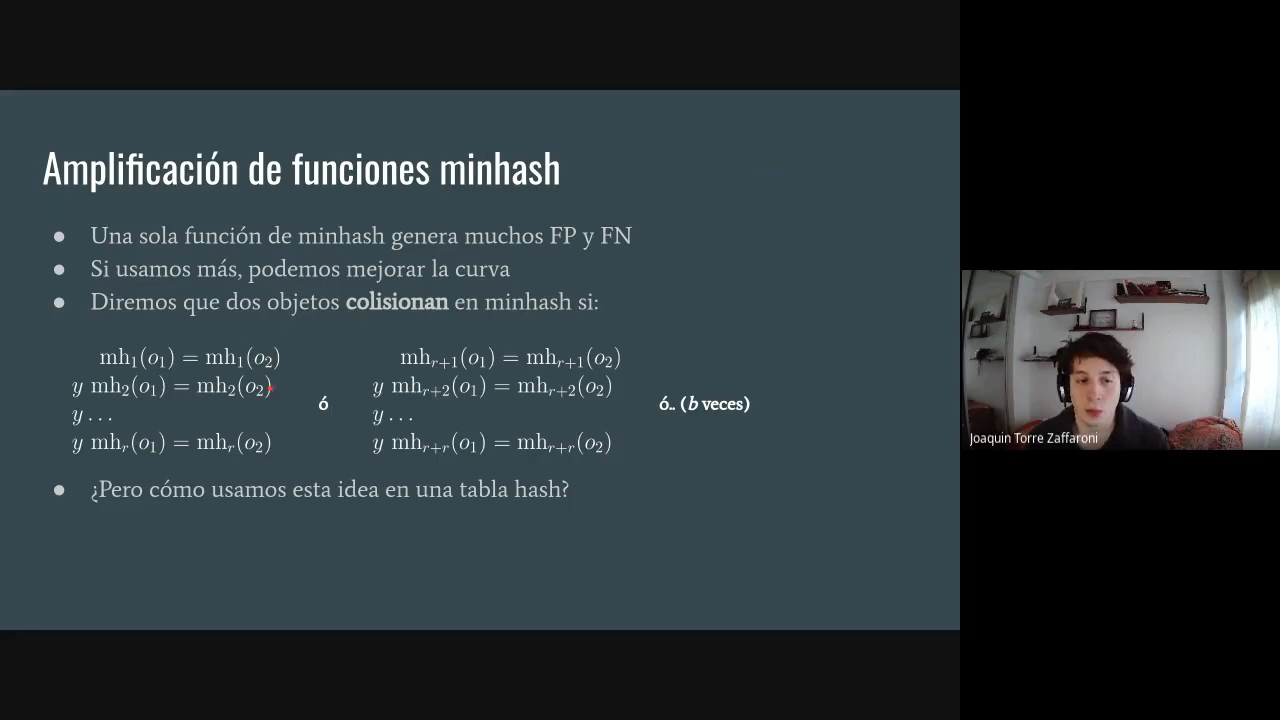 Amplificación de funciones minhash
● Una sola función de minhash genera muchos FP y FN
● Si usamos más, podemos mejorar la curva
● Diremos que dos objetos colisionan en minhash si:
mh₁(o₁) = mh₁(o₂)
y mh₂(o₁) = mh₂(o₂)
y . . .
y mhᵣ(o₁) = mhᵣ(o₂)
ó
mhᵣ₊₁(o₁) = mhᵣ₊₁(o₂)
y mhᵣ₊₂(o₁) = mhᵣ₊₂(o₂)
y . . .
y mhᵣ₊ᵣ(o₁) = mhᵣ₊ᵣ(o₂)
ó.. (b veces)
● ¿Pero cómo usamos esta idea en una tabla hash?
Joaquin Torre Zaffaroni